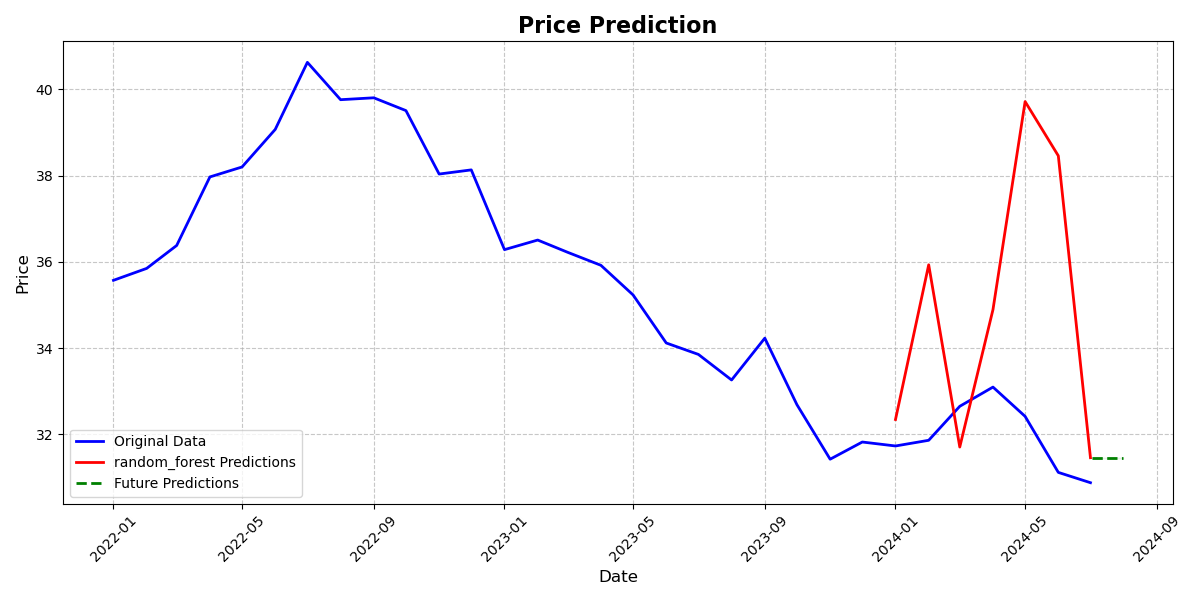 Price Prediction
Price
40
38
36
34
32
Original Data
random_forest Predictions
Future Predictions
2022-01
2022-05
2022-09
2023-01
2023-05
2023-09
2024-01
2024-05
2024-09
Date